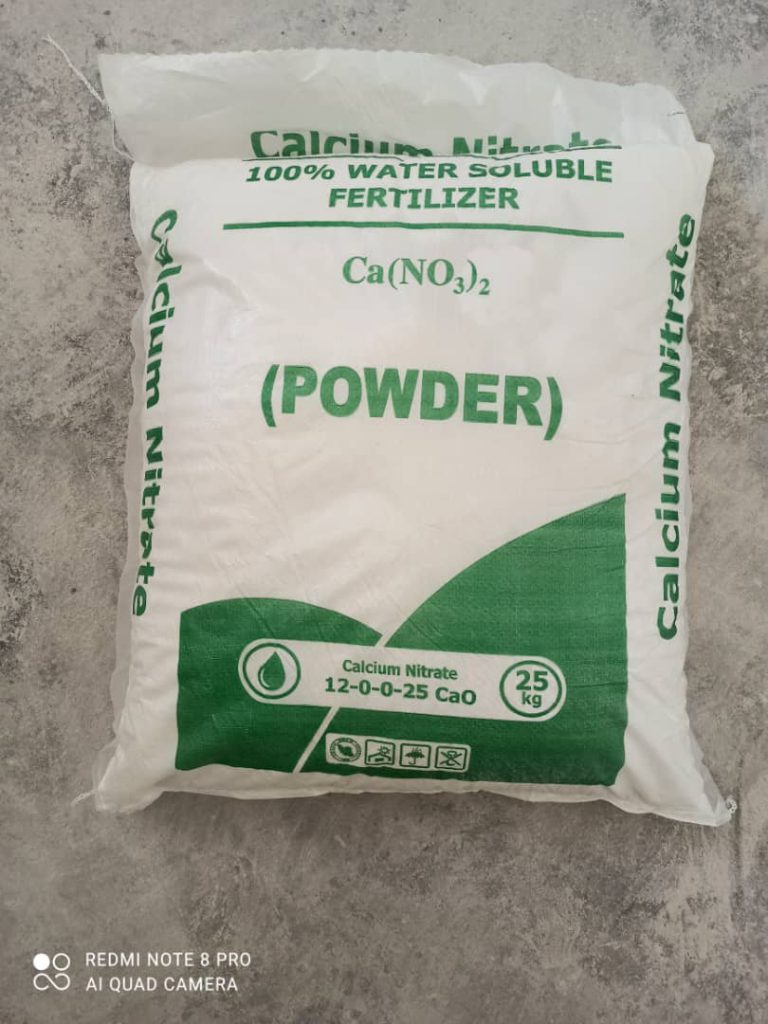 Calcium Nitrate
100% WATER SOLUBLE
FERTILIZER
Ca(NO₃)₂
(POWDER)
Calcium Nitrate
Calcium Nitrate
Calcium Nitrate
12-0-0-25 CaO
25
kg
REDMI NOTE 8 PRO
AI QUAD CAMERA